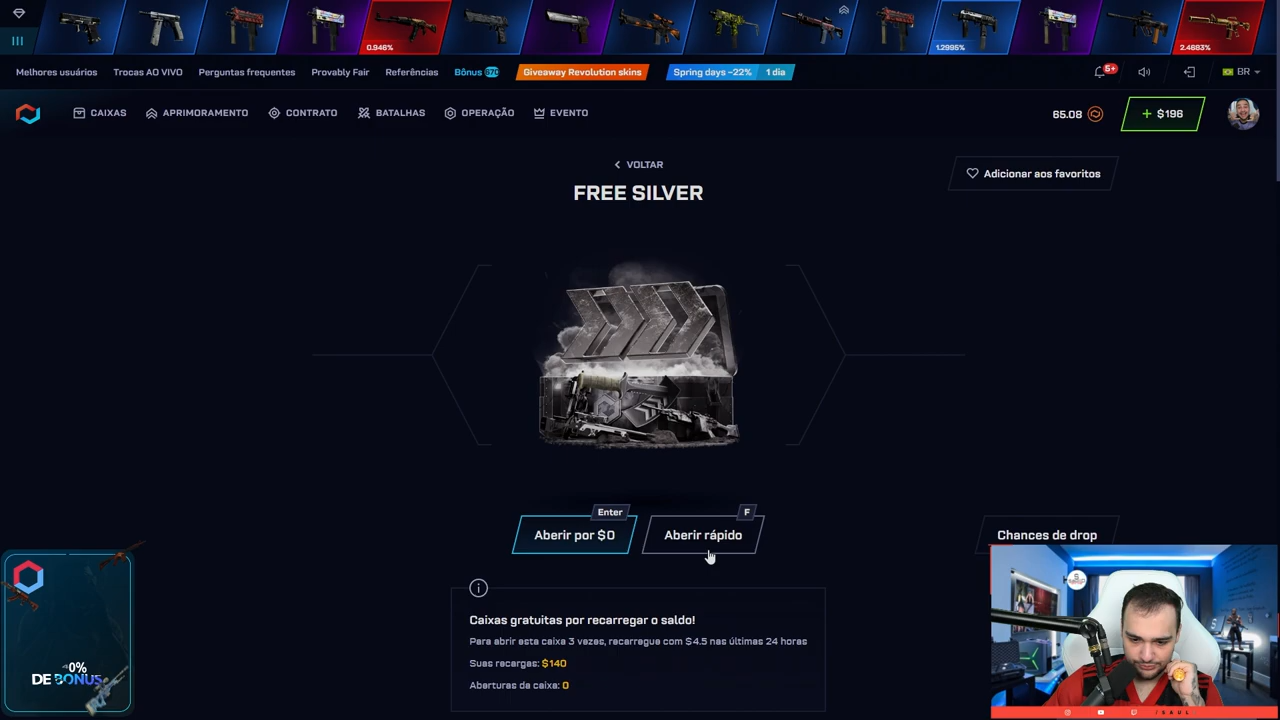 0.946%
1.2995%
2.4683%
Melhores usuários
Trocas AO VIVO
Perguntas frequentes
Provably Fair
Referências
Bônus
Giveaway Revolution skins
Spring days -22%
1 dia
5+
BR
CAIXAS
APRIMORAMENTO
CONTRATO
BATALHAS
OPERAÇÃO
EVENTO
65.08
+ $196
VOLTAR
FREE SILVER
Adicionar aos favoritos
Enter
F
Aberir por $0
Aberir rápido
Chances de drop
Caixas gratuitas por recarregar o saldo!
Para abrir esta caixa 3 vezes, recarregue com $4.5 nas últimas 24 horas
Suas recargas: $140
Aberturas da caixa: 0
DE BONUS
/SAUL